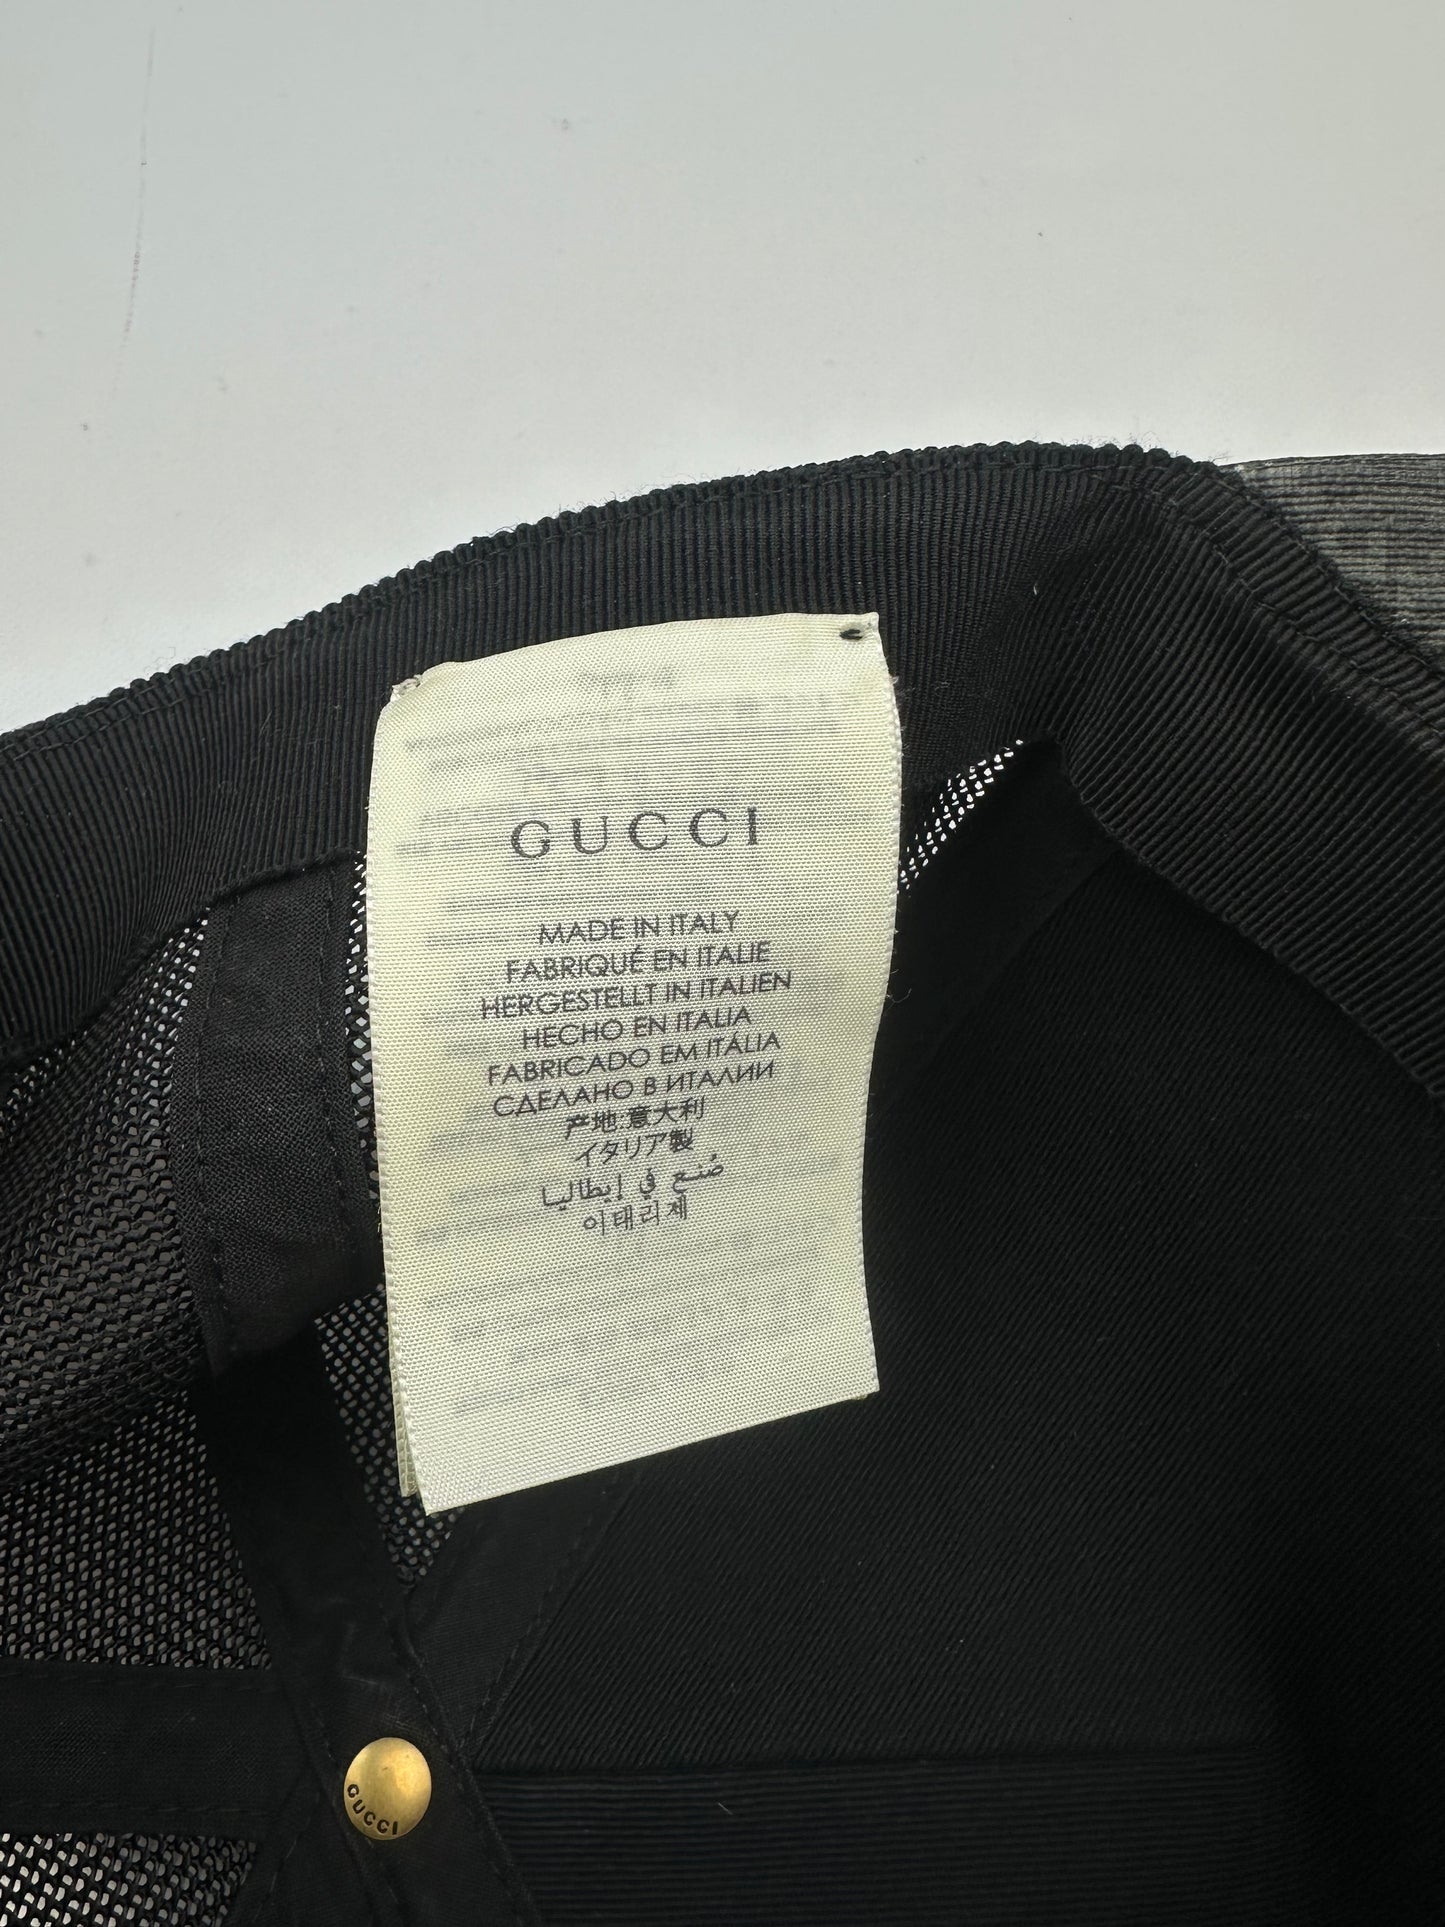 GUCCI
MADE IN ITALY
FABRIQUÉ EN ITALIE
HERGESTELLT IN ITALIEN
HECHO EN ITALIA
FABRICADO EM ITÁLIA
СДЕЛАНО В ИТАЛИИ
产地:意大利
イタリア製
صُنع في إيطاليا
이태리제
GUCCI